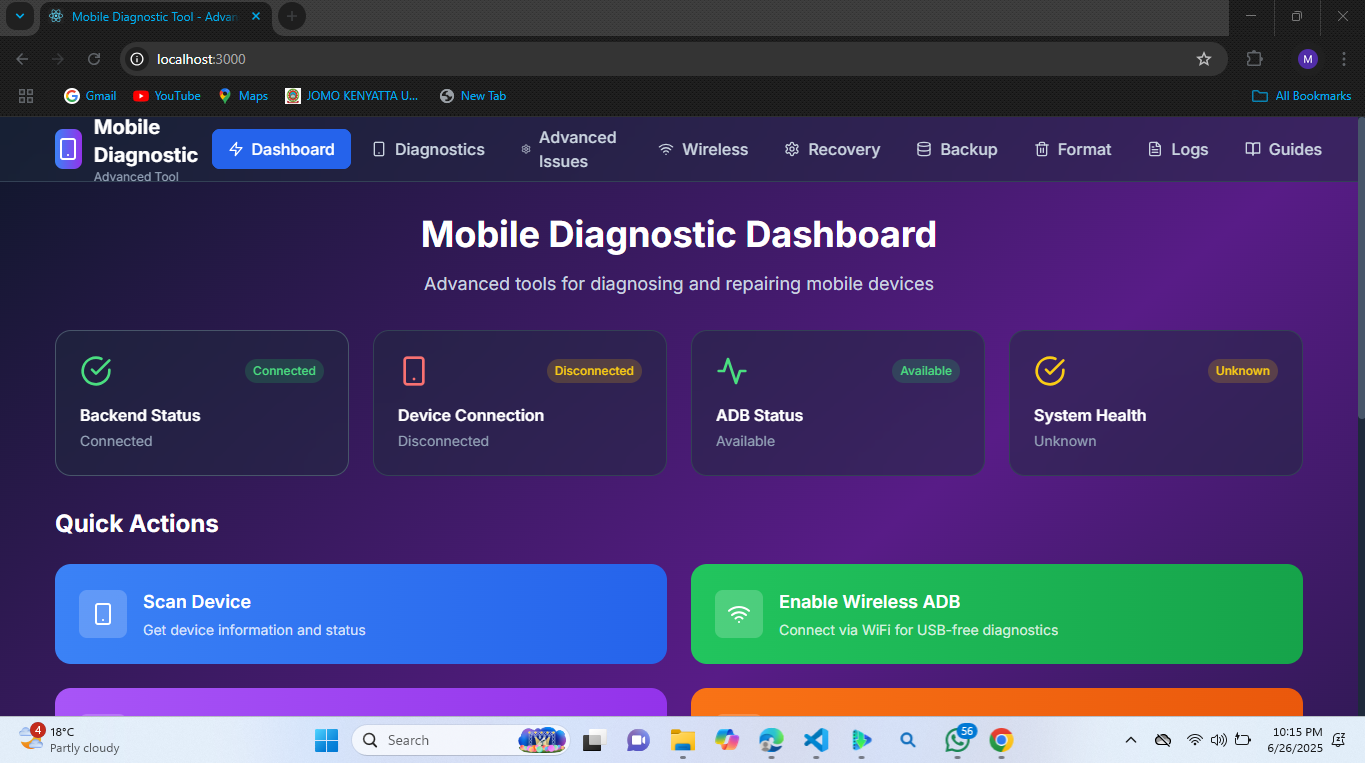 Mobile Diagnostic Tool - Advan
localhost:3000
M
Gmail
YouTube
Maps
JOMO KENYATTA U...
New Tab
All Bookmarks
Mobile
Diagnostic
Advanced Tool
Dashboard
Diagnostics
Advanced
Issues
Wireless
Recovery
Backup
Format
Logs
Guides
Mobile Diagnostic Dashboard
Advanced tools for diagnosing and repairing mobile devices
Connected
Backend Status
Connected
Disconnected
Device Connection
Disconnected
Available
ADB Status
Available
Unknown
System Health
Unknown
Quick Actions
Scan Device
Get device information and status
Enable Wireless ADB
Connect via WiFi for USB-free diagnostics
4
18°C
Partly cloudy
Search
56
10:15 PM
6/26/2025